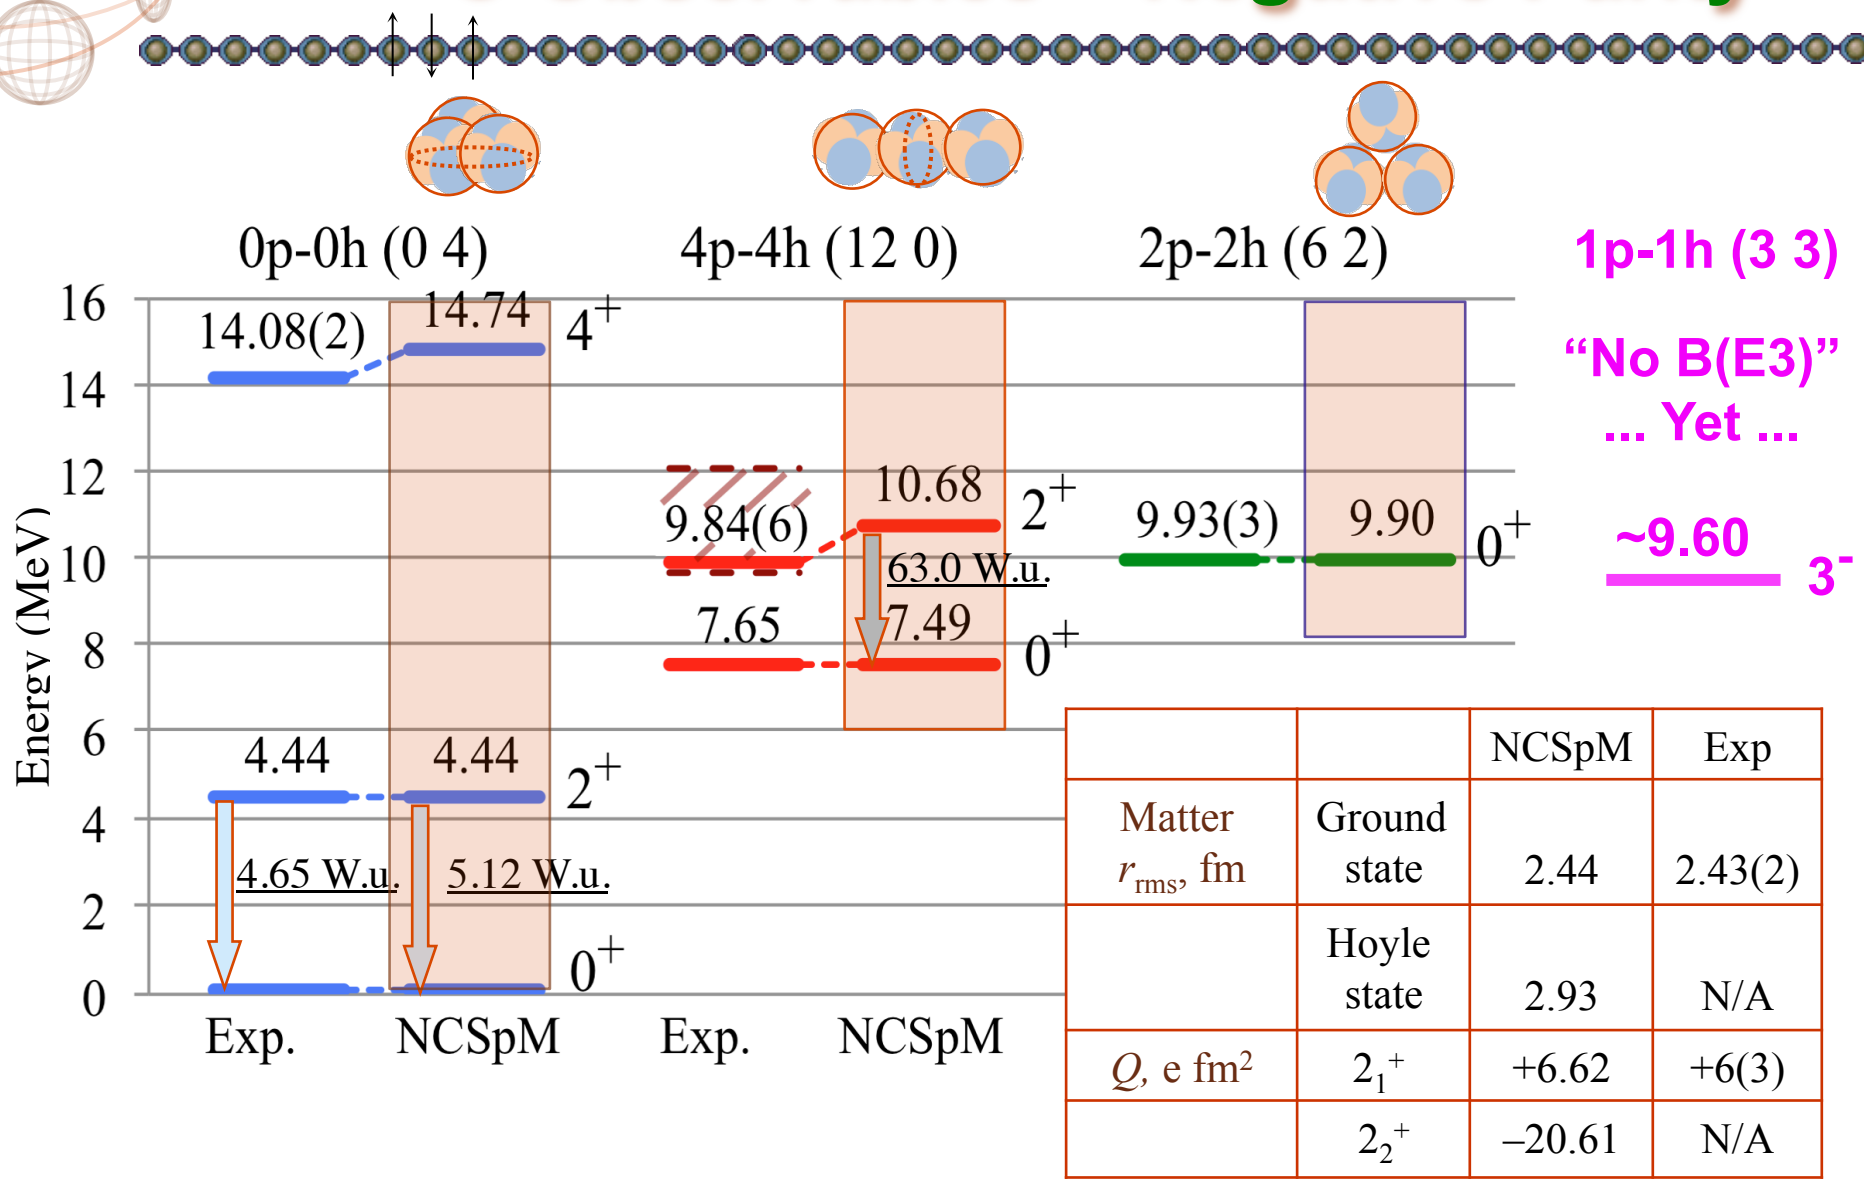 0p-0h (0 4)
4p-4h (12 0)
2p-2h (6 2)
1p-1h (3 3)
“No B(E3)”
... Yet ...
~9.60
3-
Energy (MeV)
16
14
12
10
8
6
4
2
0
14.08(2)
14.74
4+
4.44
4.44
2+
4.65 W.u.
5.12 W.u.
0+
Exp.
NCSpM
9.84(6)
10.68
2+
63.0 W.u.
7.65
7.49
0+
Exp.
NCSpM
9.93(3)
9.90
0+
NCSpM Exp
Matter
r rms, fm
Ground
state
2.44 2.43(2)
Hoyle
state
2.93 N/A
Q, e fm²
2₁⁺ +6.62 +6(3)
2₂⁺ –20.61 N/A